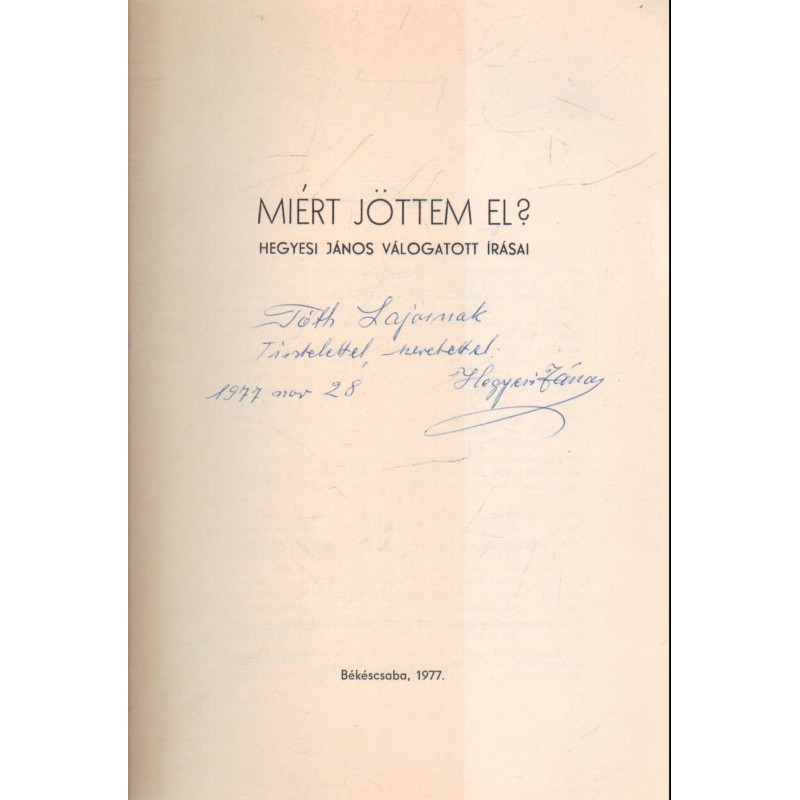 MIÉRT JÖTTEM EL?
HEGYESI JÁNOS VÁLOGATOTT ÍRÁSAI
Tóth Lajosnak
Tisztelettel, szeretettel.
1977 nov 28 Hegyesi János
Békéscsaba, 1977.